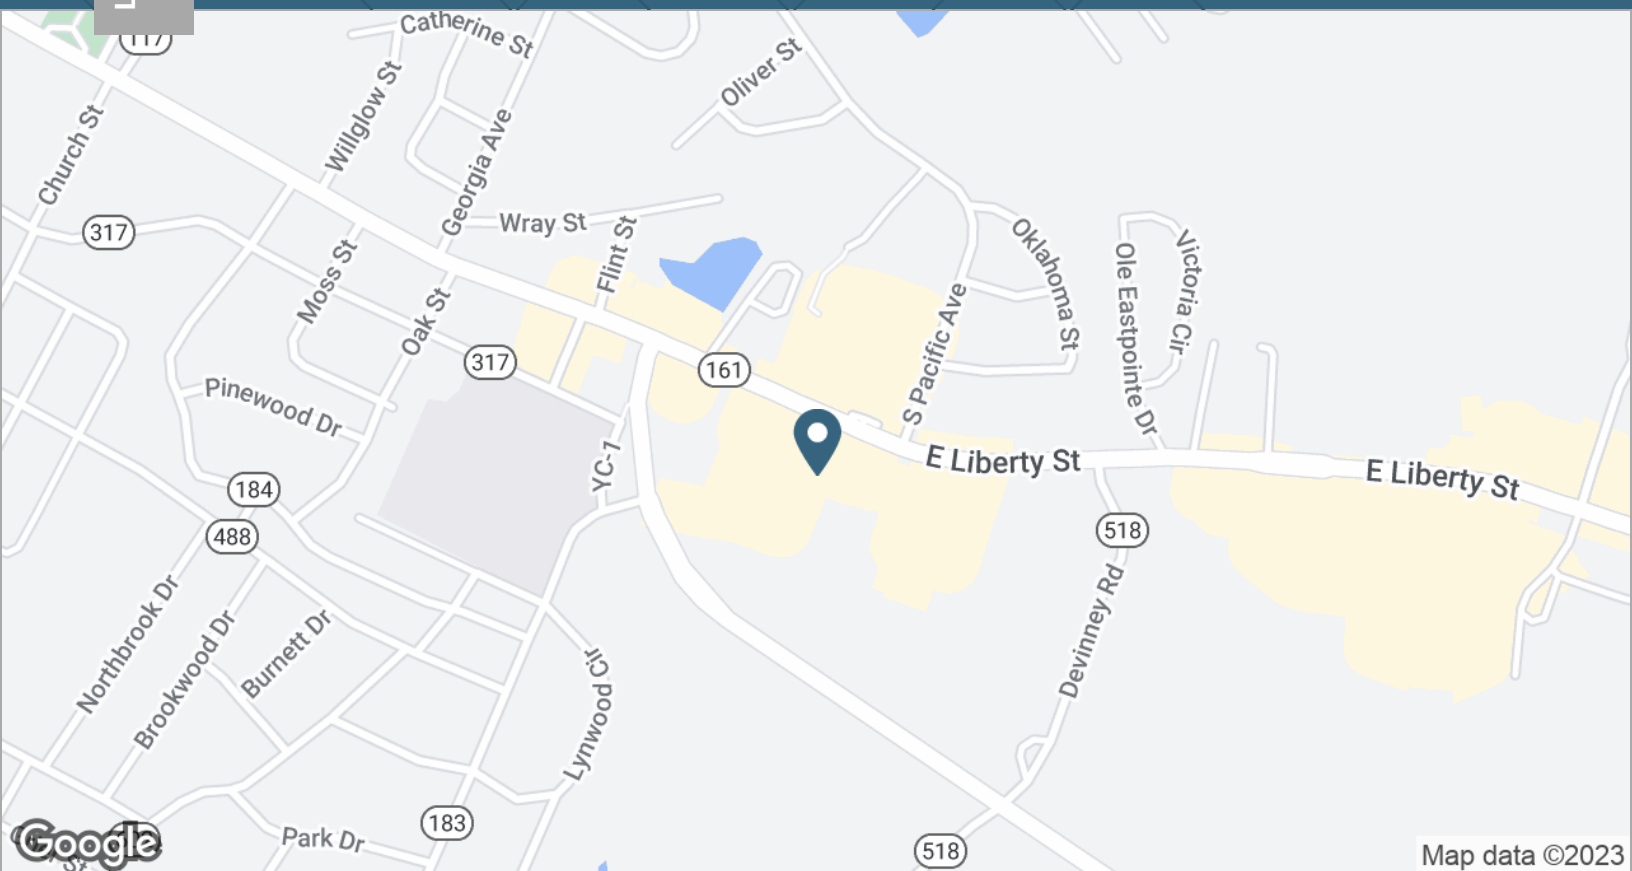 Catherine St
117
Oliver St
Willglow St
Church St
Georgia Ave
Wray St
Flint St
317
Oklahoma St
Victoria Cir
Ole Eastpointe Dr
Moss St
Oak St
S Pacific Ave
317
161
Pinewood Dr
YC-1
E Liberty St
E Liberty St
184
488
518
Northbrook Dr
Brookwood Dr
Burnett Dr
Devinney Rd
Lynwood Cir
183
Park Dr
518
Google
Map data ©2023